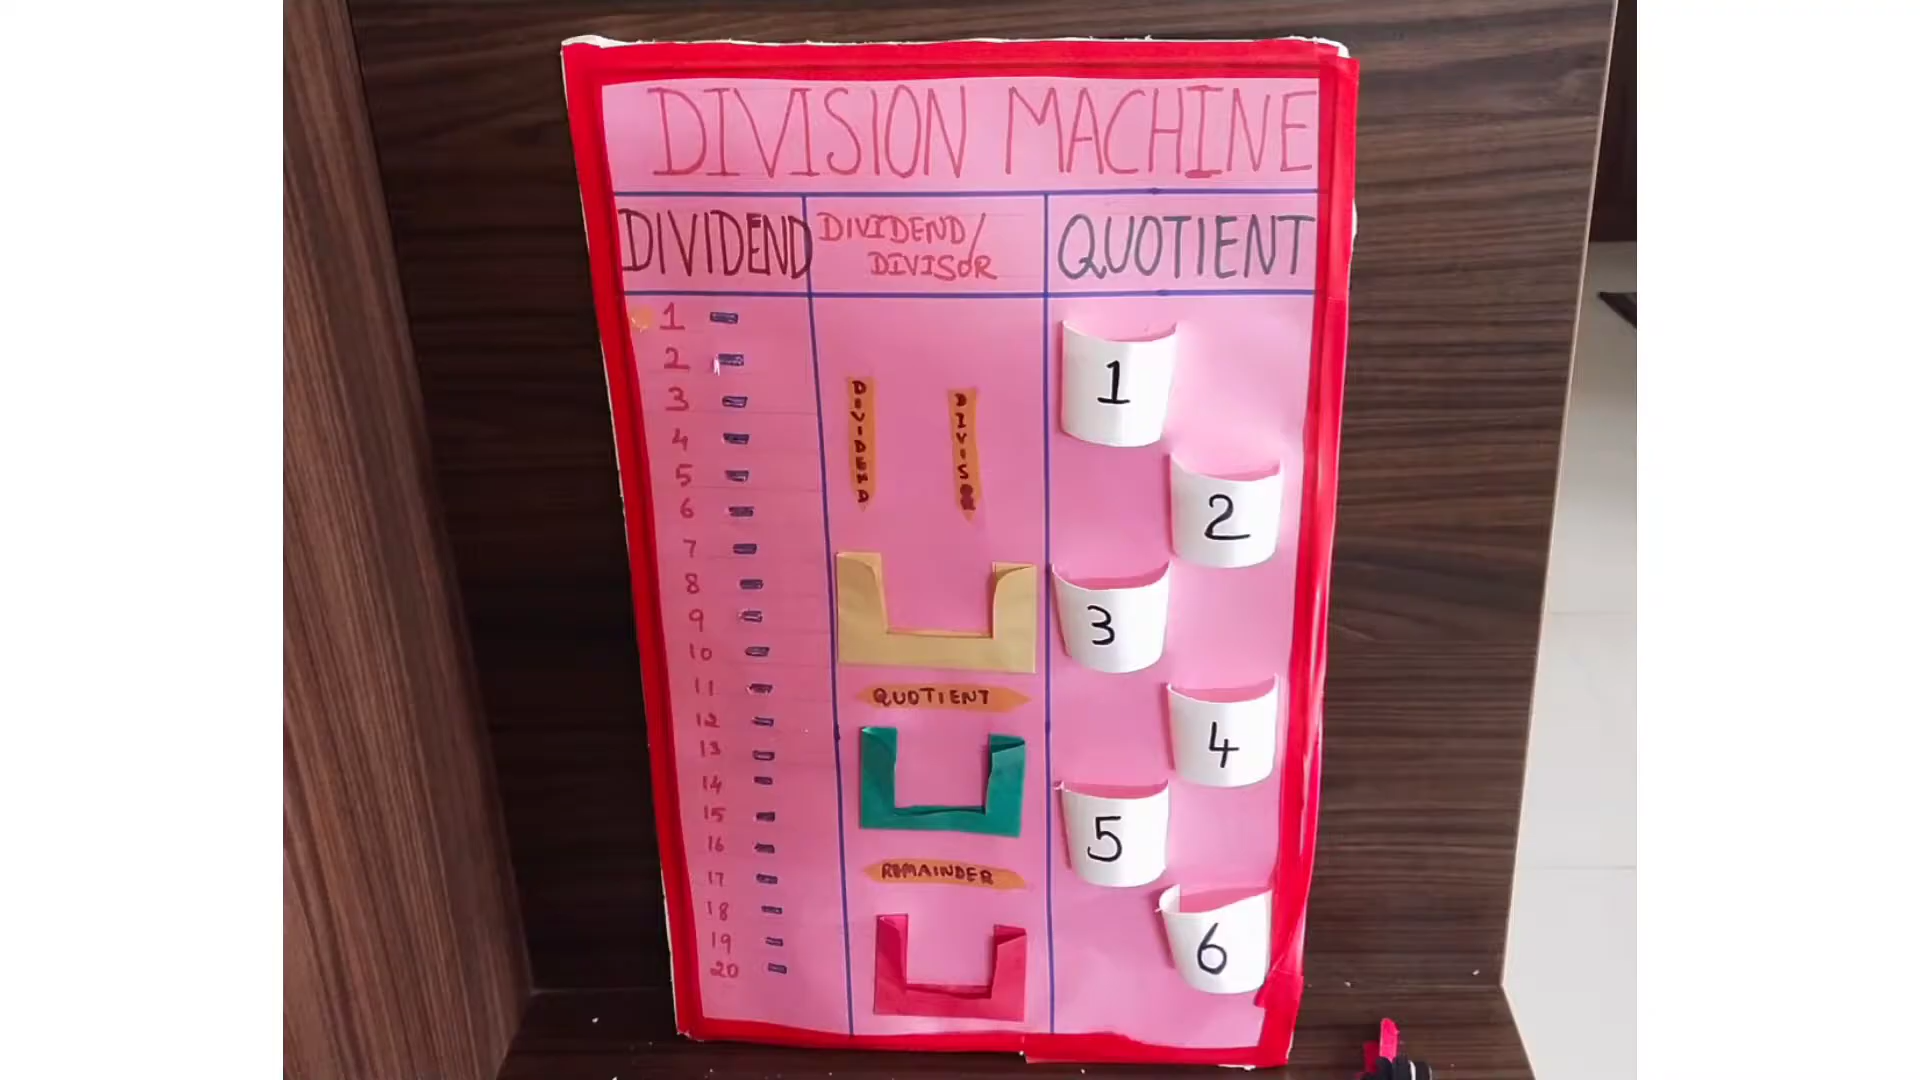 DIVISION MACHINE
DIVIDEND
DIVIDEND/
DIVISOR
QUOTIENT
1
2
3
4
5
6
7
8
9
10
11
12
13
14
15
16
17
18
19
20
DIVIDEND
DIVISOR
QUOTIENT
REMAINDER
1
2
3
4
5
6